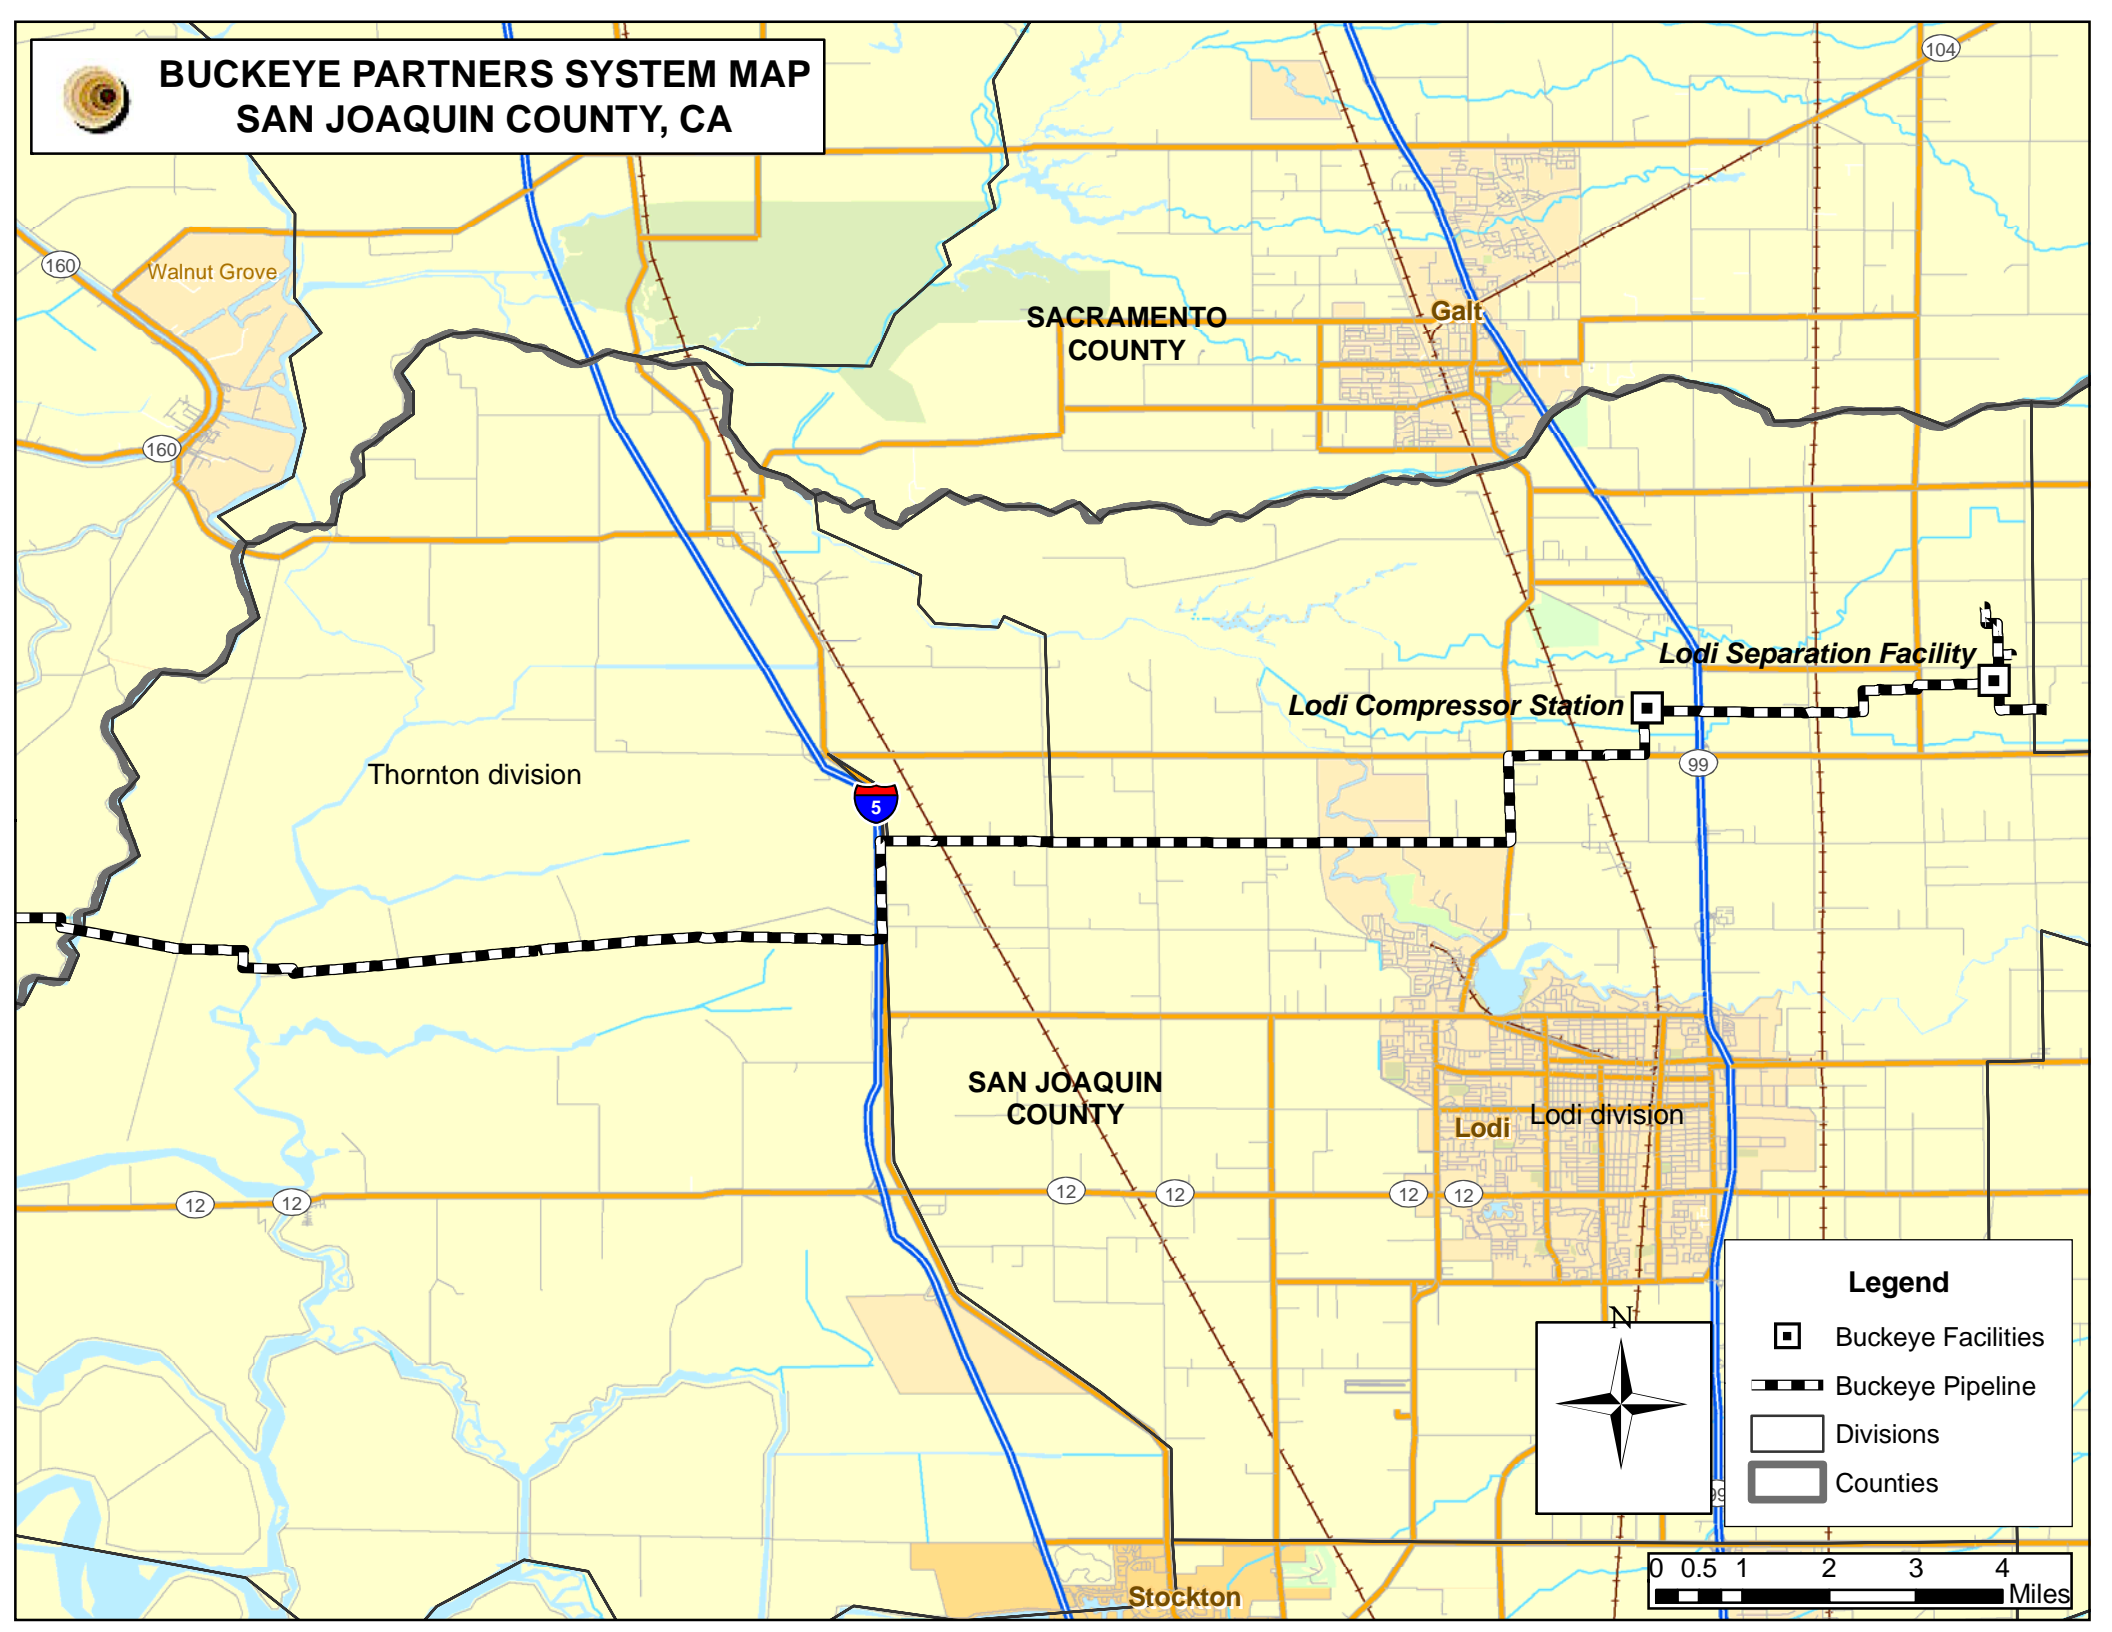 BUCKEYE PARTNERS SYSTEM MAP
SAN JOAQUIN COUNTY, CA
104
160
Walnut Grove
SACRAMENTO
COUNTY
Galt
160
Lodi Separation Facility
Lodi Compressor Station
99
Thornton division
5
SAN JOAQUIN
COUNTY
Lodi division
Lodi
12
12
12
12
12
12
Legend
N
Buckeye Facilities
Buckeye Pipeline
Divisions
Counties
99
0 0.5 1 2 3 4
Miles
Stockton